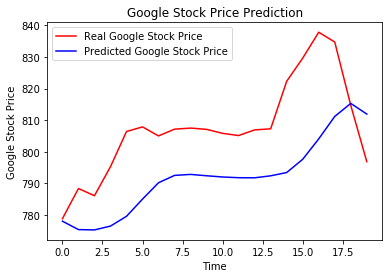 Google Stock Price Prediction
Real Google Stock Price
Predicted Google Stock Price
Google Stock Price
840
830
820
810
800
790
780
0.0 2.5 5.0 7.5 10.0 12.5 15.0 17.5
Time